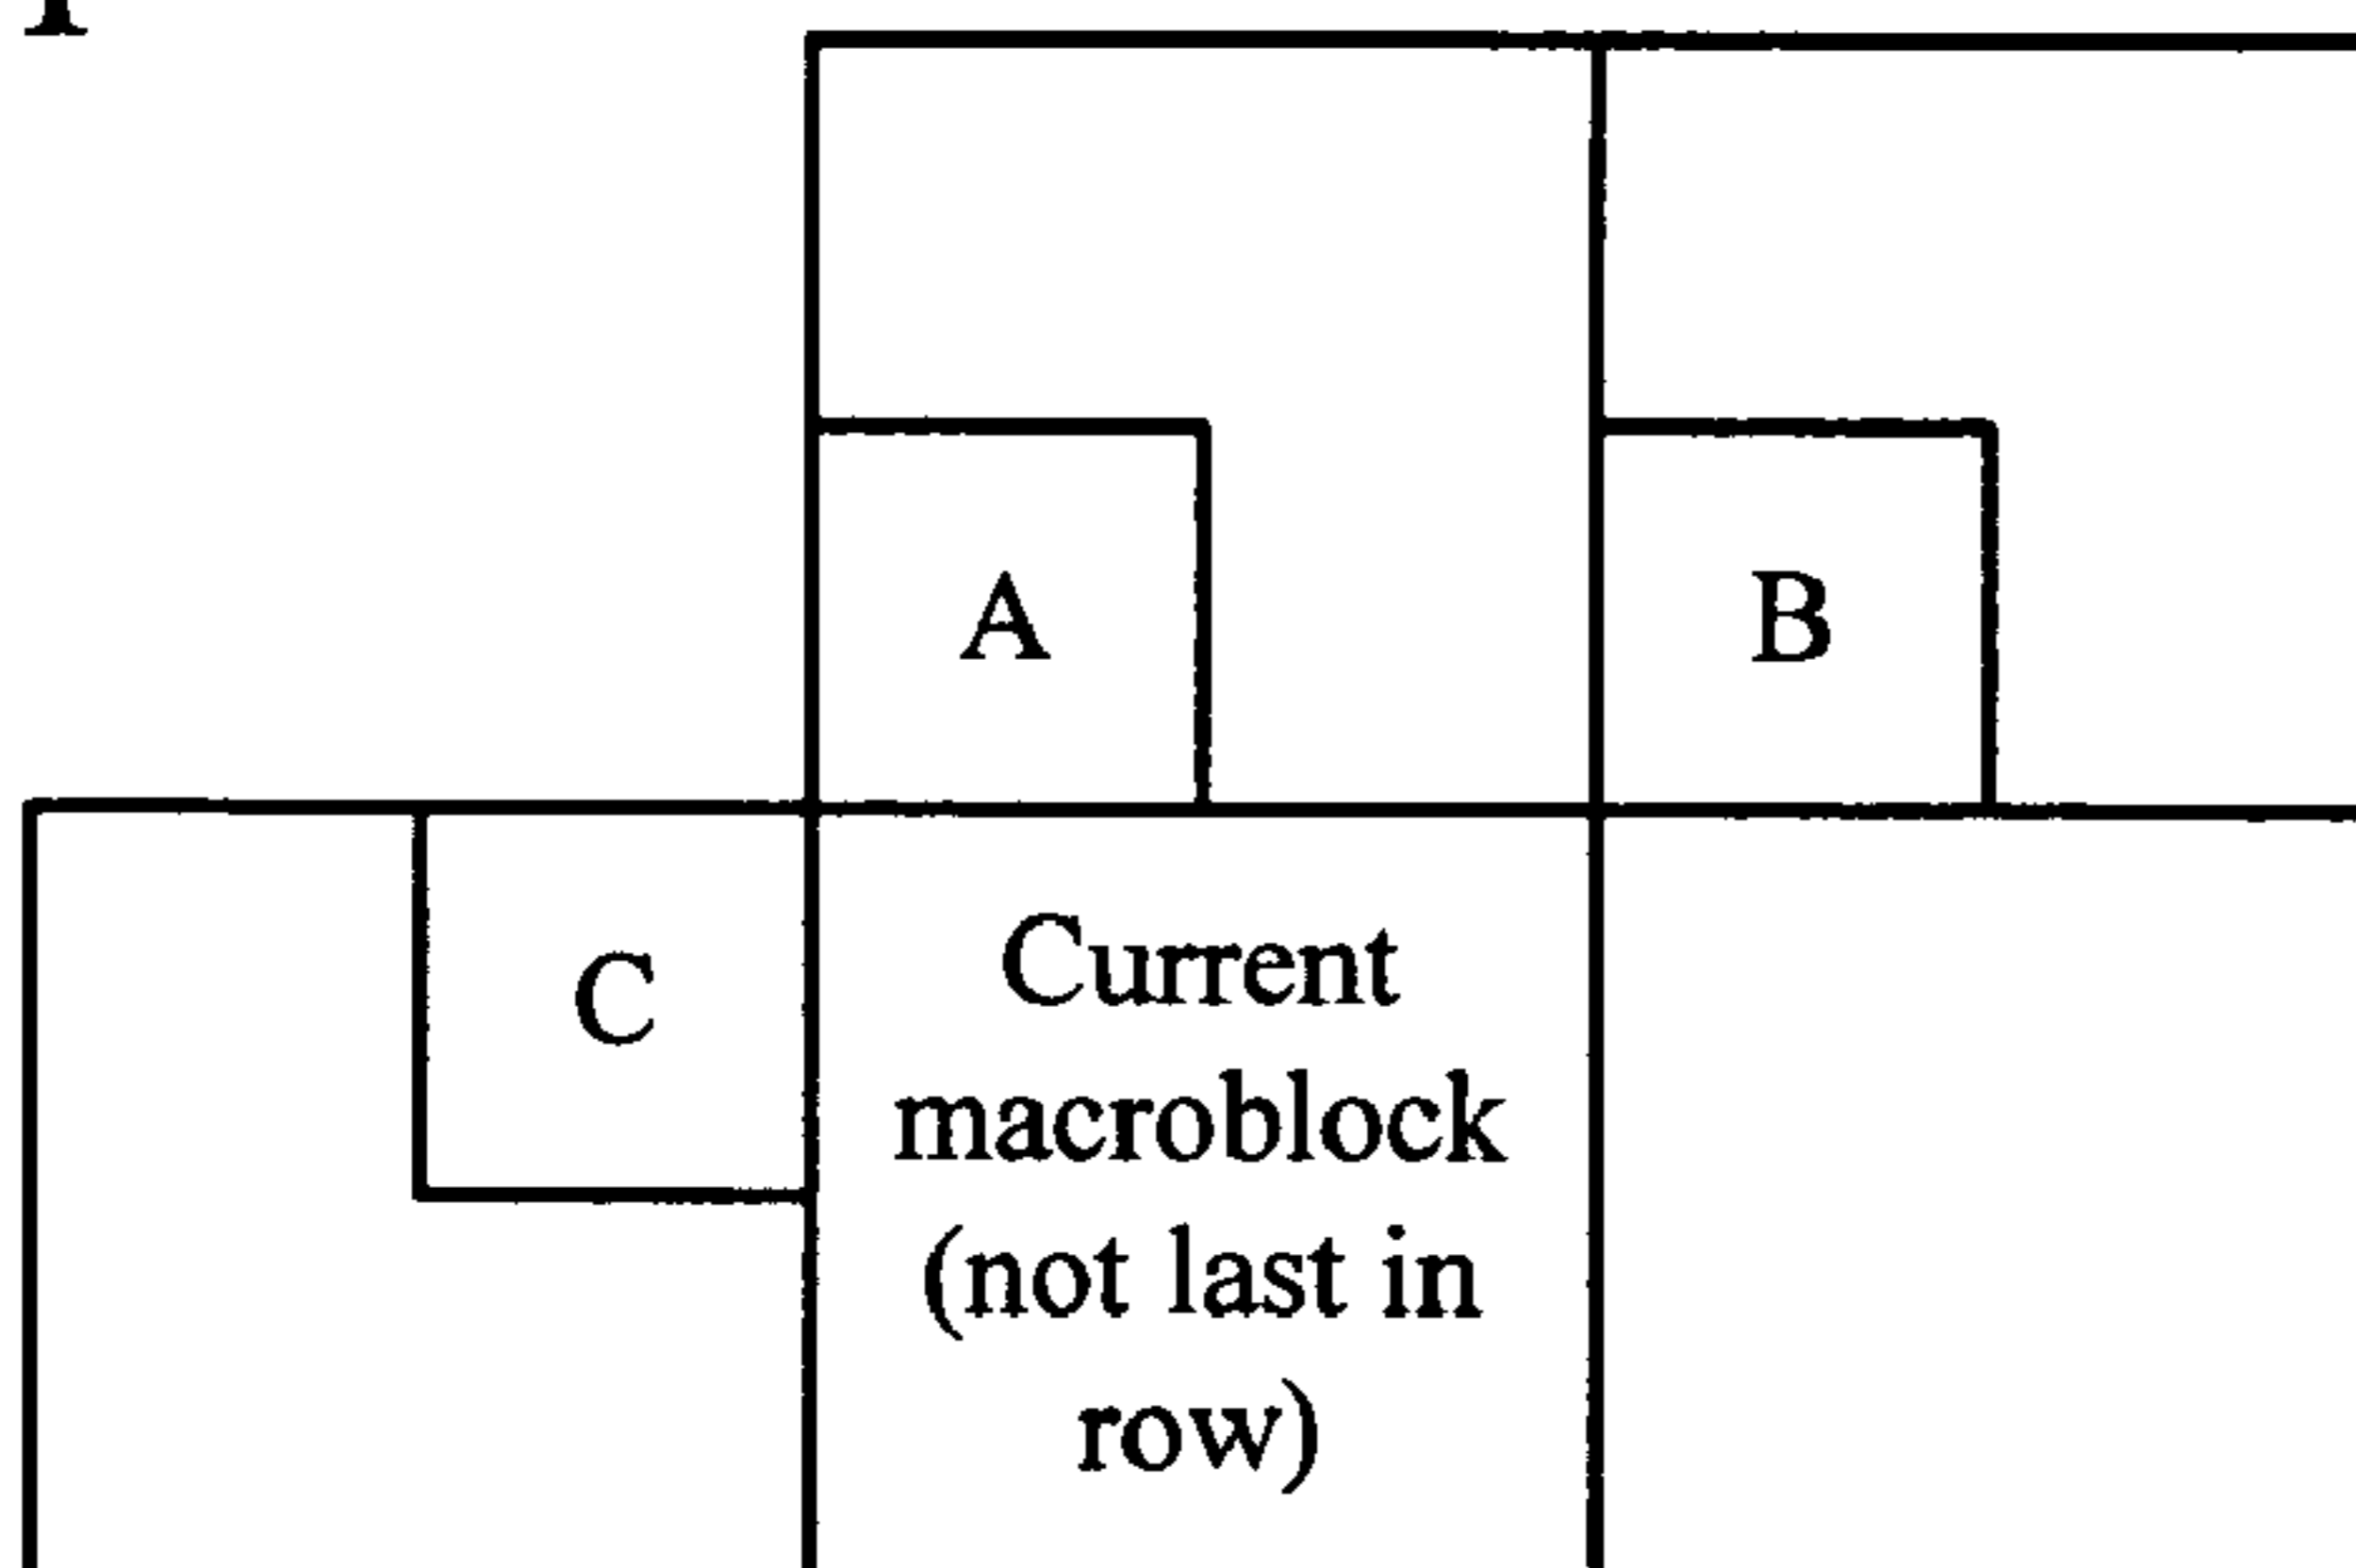 A
B
C
Current
macroblock
(not last in
row)